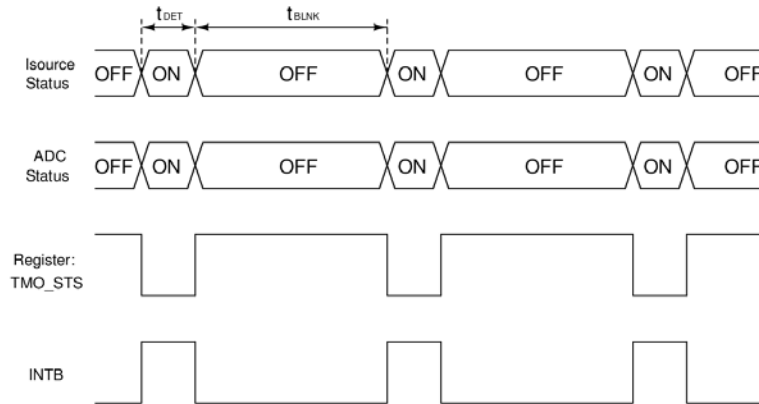 tDET
tBLNK
Isource
Status
OFF ON OFF ON OFF ON OFF
ADC
Status
OFF ON OFF ON OFF ON OFF
Register:
TMO_STS
INTB